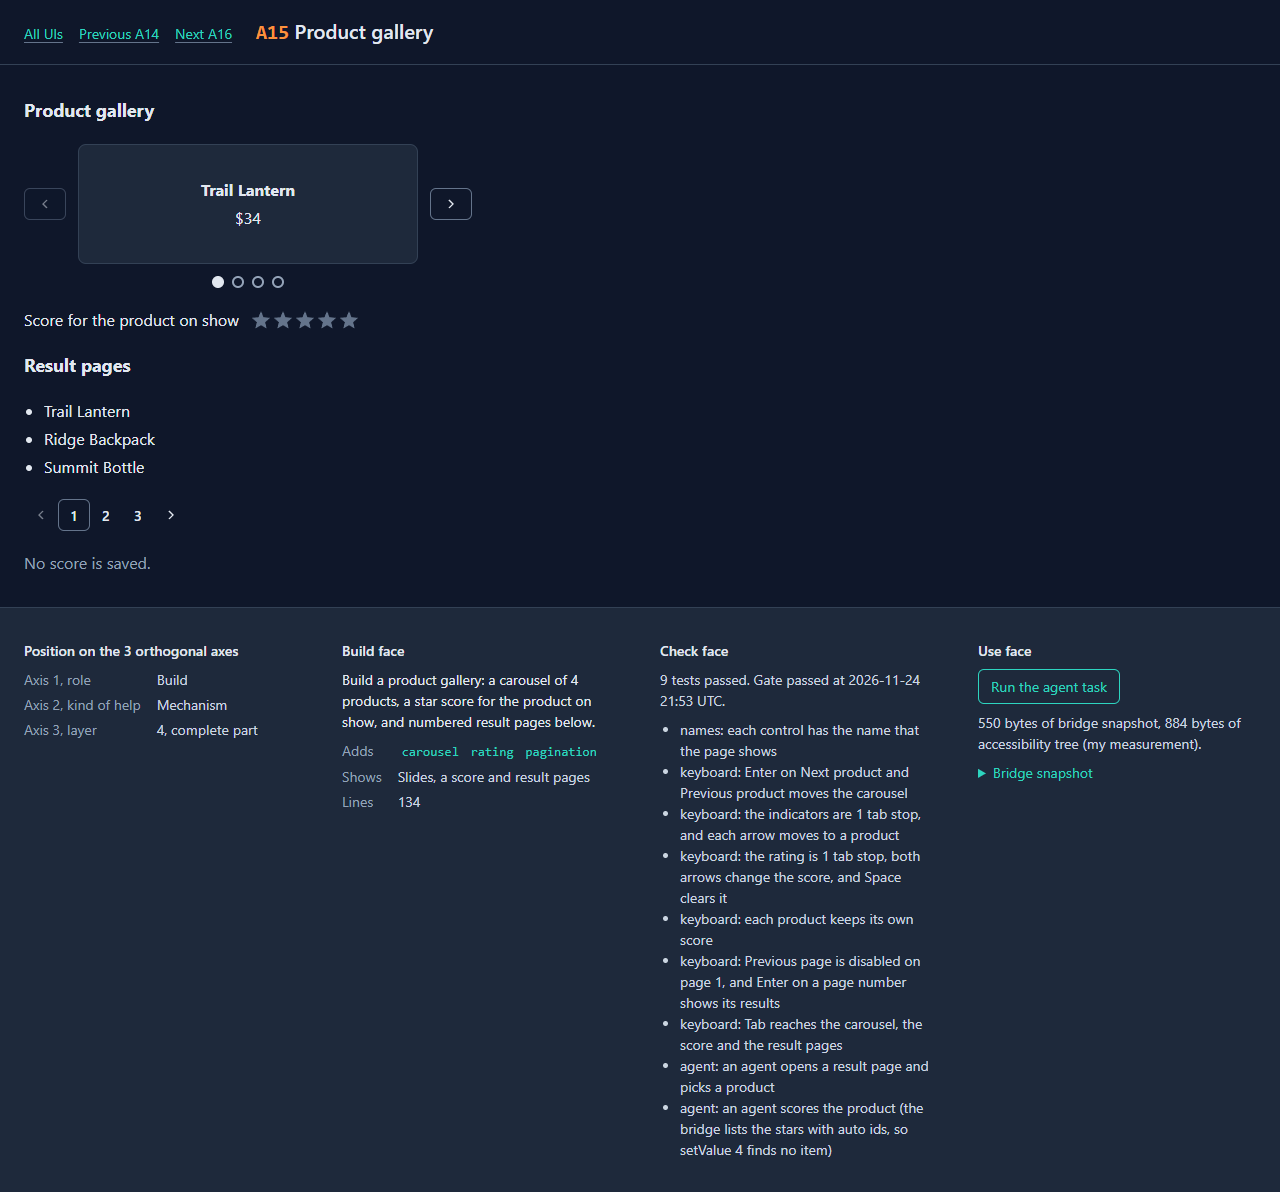 All UIs Previous A14 Next A16 A15 Product gallery
Product gallery
Trail Lantern
$34
Score for the product on show
Result pages
Trail Lantern
Ridge Backpack
Summit Bottle
1 2 3
No score is saved.
Position on the 3 orthogonal axes
Axis 1, role Build
Axis 2, kind of help Mechanism
Axis 3, layer 4, complete part
Build face
Build a product gallery: a carousel of 4
products, a star score for the product on
show, and numbered result pages below.
Adds carousel rating pagination
Shows Slides, a score and result pages
Lines 134
Check face
9 tests passed. Gate passed at 2026-11-24
21:53 UTC.
names: each control has the name that
the page shows
keyboard: Enter on Next product and
Previous product moves the carousel
keyboard: the indicators are 1 tab stop,
and each arrow moves to a product
keyboard: the rating is 1 tab stop, both
arrows change the score, and Space
clears it
keyboard: each product keeps its own
score
keyboard: Previous page is disabled on
page 1, and Enter on a page number
shows its results
keyboard: Tab reaches the carousel, the
score and the result pages
agent: an agent opens a result page and
picks a product
agent: an agent scores the product (the
bridge lists the stars with auto ids, so
setValue 4 finds no item)
Use face
Run the agent task
550 bytes of bridge snapshot, 884 bytes of
accessibility tree (my measurement).
Bridge snapshot